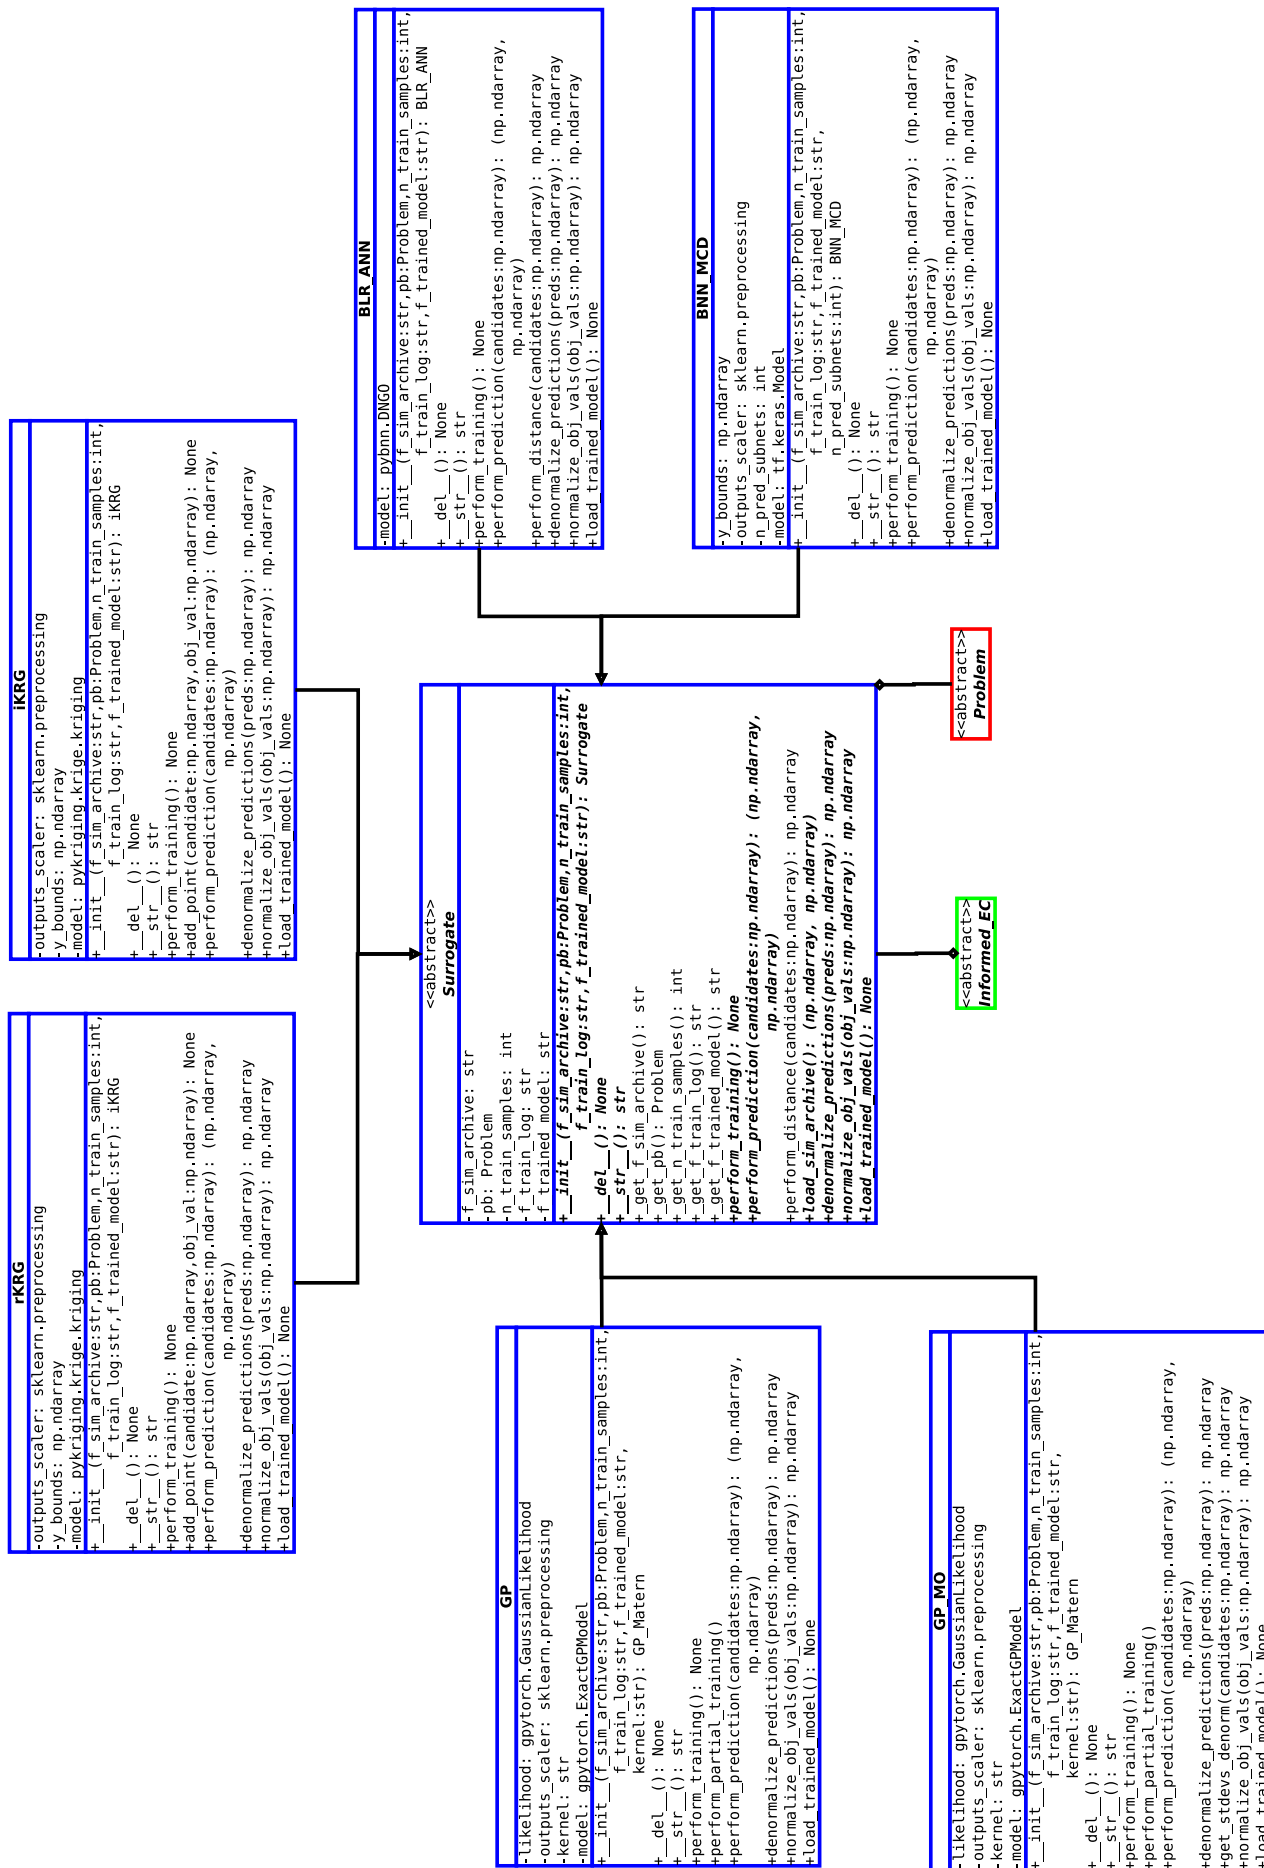 rKRG
-outputs_scaler: sklearn.preprocessing
-y_bounds: np.ndarray
-model: pykriging.krige.kriging
+__init__(f_sim_archive:str,pb:Problem,n_train_samples:int,
f_train_log:str,f_trained_model:str): iKRG
+__del__(): None
+__str__(): str
+perform_training(): None
+add_point(candidate:np.ndarray,obj_val:np.ndarray): None
+perform_prediction(candidates:np.ndarray): (np.ndarray,
np.ndarray)
+denormalize_predictions(preds:np.ndarray): np.ndarray
+normalize_obj_vals(obj_vals:np.ndarray): np.ndarray
+load_trained_model(): None
iKRG
-outputs_scaler: sklearn.preprocessing
-y_bounds: np.ndarray
-model: pykriging.krige.kriging
+__init__(f_sim_archive:str,pb:Problem,n_train_samples:int,
f_train_log:str,f_trained_model:str): iKRG
+__del__(): None
+__str__(): str
+perform_training(): None
+add_point(candidate:np.ndarray,obj_val:np.ndarray): None
+perform_prediction(candidates:np.ndarray): (np.ndarray,
np.ndarray)
+denormalize_predictions(preds:np.ndarray): np.ndarray
+normalize_obj_vals(obj_vals:np.ndarray): np.ndarray
+load_trained_model(): None
BLR_ANN
-model: pybnn.DNGO
+__init__(f_sim_archive:str,pb:Problem,n_train_samples:int,
f_train_log:str,f_trained_model:str): BLR_ANN
+__del__(): None
+__str__(): str
+perform_training(): None
+perform_prediction(candidates:np.ndarray): (np.ndarray,
np.ndarray)
+perform_distance(candidates:np.ndarray): np.ndarray
+denormalize_predictions(preds:np.ndarray): np.ndarray
+normalize_obj_vals(obj_vals:np.ndarray): np.ndarray
+load_trained_model(): None
<<abstract>>
Surrogate
-f_sim_archive: str
-pb: Problem
-n_train_samples: int
-f_train_log: str
-f_trained_model: str
+__init__(f_sim_archive:str,pb:Problem,n_train_samples:int,
f_train_log:str,f_trained_model:str): Surrogate
+__del__(): None
+__str__(): str
+_get_f_sim_archive(): str
+_get_pb(): Problem
+_get_n_train_samples(): int
+_get_f_train_log(): str
+_get_f_trained_model(): str
+perform_training(): None
+perform_prediction(candidates:np.ndarray): (np.ndarray,
np.ndarray)
+perform_distance(candidates:np.ndarray): np.ndarray
+load_sim_archive(): (np.ndarray, np.ndarray)
+denormalize_predictions(preds:np.ndarray): np.ndarray
+normalize_obj_vals(obj_vals:np.ndarray): np.ndarray
+load_trained_model(): None
GP
-likelihood: gpytorch.GaussianLikelihood
-outputs_scaler: sklearn.preprocessing
-kernel: str
-model: gpytorch.ExactGPModel
+__init__(f_sim_archive:str,pb:Problem,n_train_samples:int,
f_train_log:str,f_trained_model:str,
kernel:str): GP_Matern
+__del__(): None
+__str__(): str
+perform_training(): None
+perform_partial_training()
+perform_prediction(candidates:np.ndarray): (np.ndarray,
np.ndarray)
+denormalize_predictions(preds:np.ndarray): np.ndarray
+normalize_obj_vals(obj_vals:np.ndarray): np.ndarray
+load_trained_model(): None
BNN_MCD
-y_bounds: np.ndarray
-outputs_scaler: sklearn.preprocessing
-n_pred_subnets: int
-model: tf.keras.Model
+__init__(f_sim_archive:str,pb:Problem,n_train_samples:int,
f_train_log:str,f_trained_model:str,
n_pred_subnets:int): BNN_MCD
+__del__(): None
+__str__(): str
+perform_training(): None
+perform_prediction(candidates:np.ndarray): (np.ndarray,
np.ndarray)
+denormalize_predictions(preds:np.ndarray): np.ndarray
+normalize_obj_vals(obj_vals:np.ndarray): np.ndarray
+load_trained_model(): None
<<abstract>>
Problem
<<abstract>>
Informed_EC
GP_MO
-likelihood: gpytorch.GaussianLikelihood
-outputs_scaler: sklearn.preprocessing
-kernel: str
-model: gpytorch.ExactGPModel
+__init__(f_sim_archive:str,pb:Problem,n_train_samples:int,
f_train_log:str,f_trained_model:str,
kernel:str): GP_Matern
+__del__(): None
+__str__(): str
+perform_training(): None
+perform_partial_training()
+perform_prediction(candidates:np.ndarray): (np.ndarray,
np.ndarray)
+denormalize_predictions(preds:np.ndarray): np.ndarray
+get_stdevs_denorm(candidates:np.ndarray): np.ndarray
+normalize_obj_vals(obj_vals:np.ndarray): np.ndarray
+load_trained_model(): None